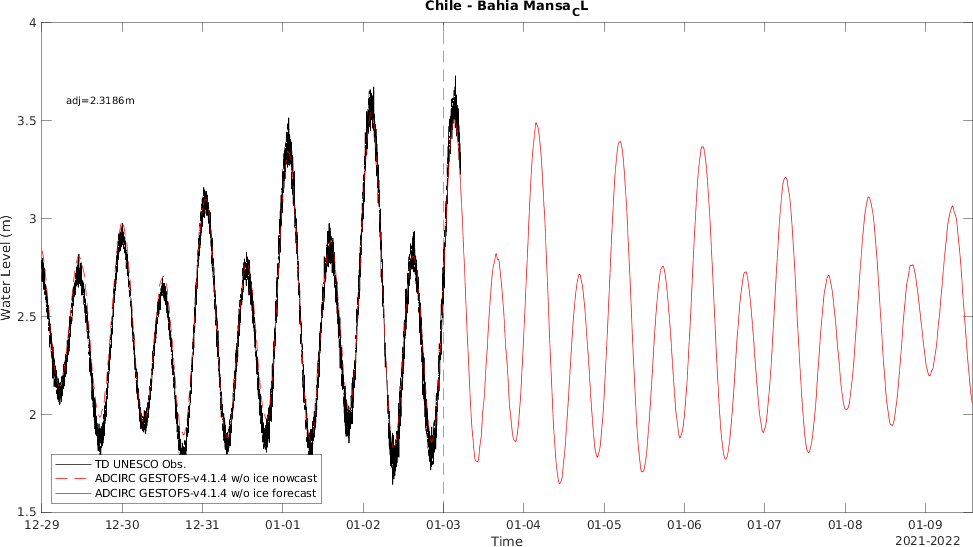 Chile - Bahia Mansa_CL
4
adj=2.3186m
3.5
3
Water Level (m)
2.5
2
TD UNESCO Obs.
ADCIRC GESTOFS-v4.1.4 w/o ice nowcast
ADCIRC GESTOFS-v4.1.4 w/o ice forecast
1.5
12-29 12-30 12-31 01-01 01-02 01-03 01-04 01-05 01-06 01-07 01-08 01-09
Time
2021-2022